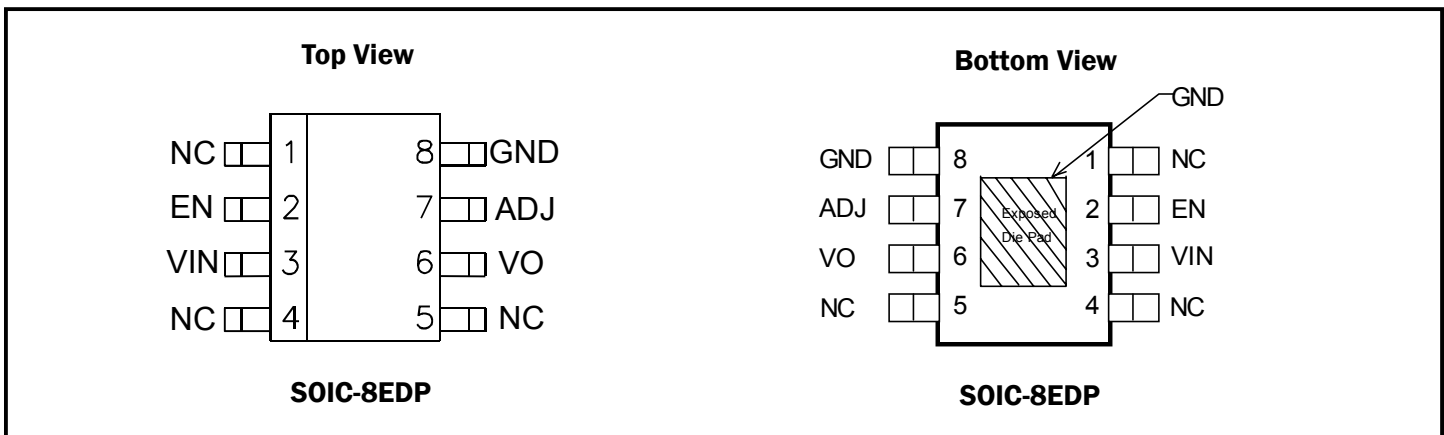 Top View
NC 1 8 GND
EN 2 7 ADJ
VIN 3 6 VO
NC 4 5 NC
SOIC-8EDP
Bottom View
GND
GND 8 1 NC
ADJ 7 Exposed 2 EN
Die Pad
VO 6 3 VIN
NC 5 4 NC
SOIC-8EDP